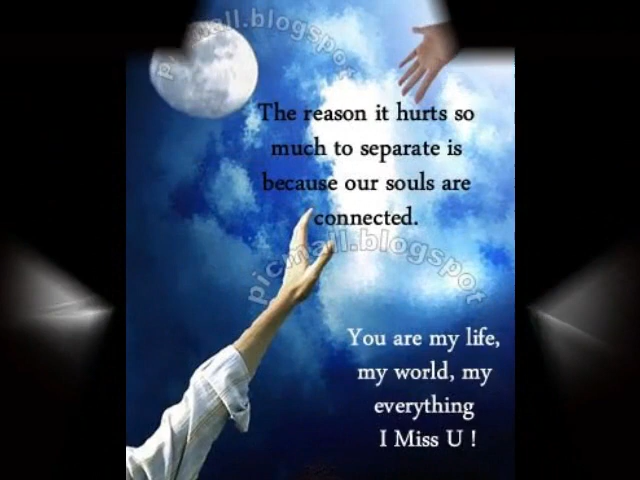 picmall.blogspot
The reason it hurts so
much to separate is
because our souls are
connected.
picmall.blogspot
You are my life,
my world, my
everything
I Miss U !